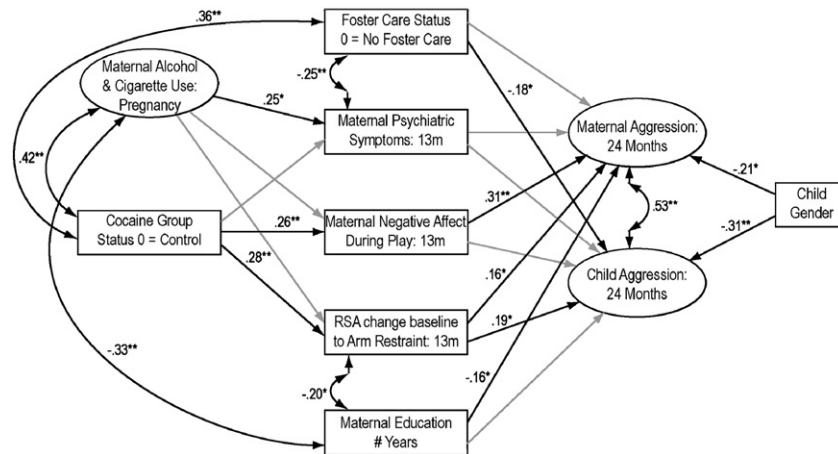 .36**
Foster Care Status
0 = No Foster Care
Maternal Alcohol
& Cigarette Use:
Pregnancy
-.25**
-.18*
.25*
Maternal Psychiatric
Symptoms: 13m
Maternal Aggression:
24 Months
.42**
-.21*
Child
Gender
.31**
.53**
Cocaine Group
Status 0 = Control
.26**
Maternal Negative Affect
During Play: 13m
-.31**
.28**
.16*
Child Aggression:
24 Months
RSA change baseline
to Arm Restraint: 13m
.19*
-.33**
-.20*
-.16*
Maternal Education
# Years